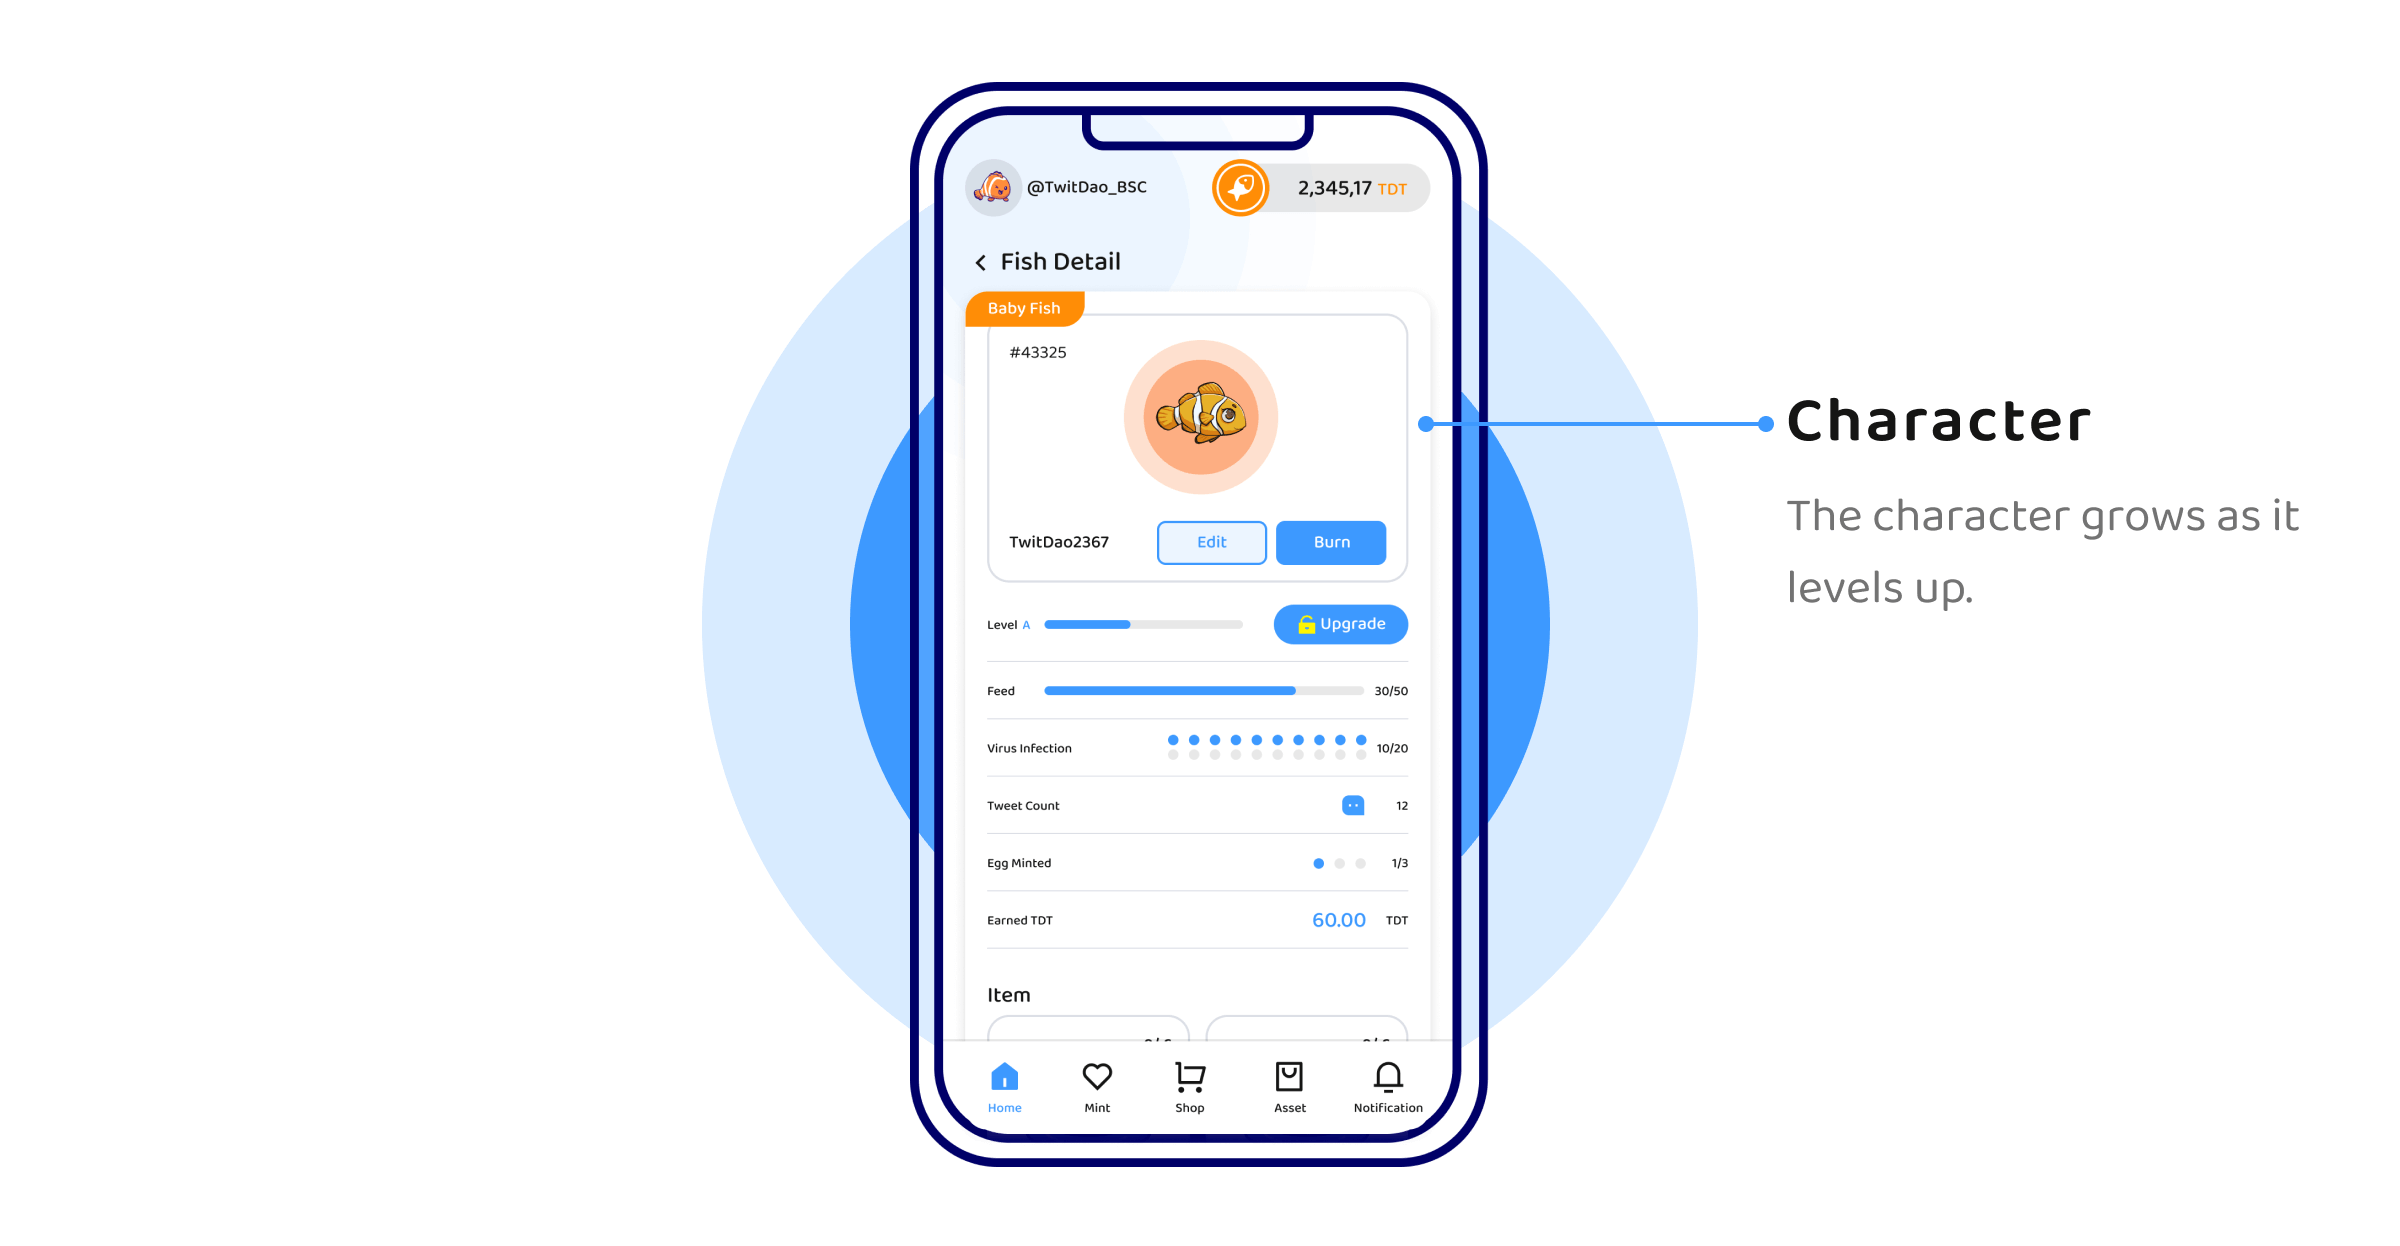 @TwitDao_BSC
2,345,17 TDT
Fish Detail
Baby Fish
#43325
TwitDao2367
Edit
Burn
Level A
Upgrade
Feed
30/50
Virus Infection
10/20
Tweet Count
12
Egg Minted
1/3
Earned TDT
60.00 TDT
Item
Home
Mint
Shop
Asset
Notification
Character
The character grows as it
levels up.